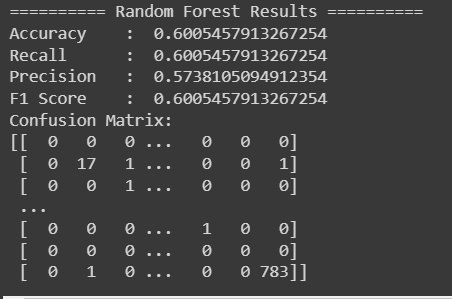 ========== Random Forest Results ==========
Accuracy    :  0.6005457913267254
Recall      :  0.6005457913267254
Precision   :  0.5738105094912354
F1 Score    :  0.6005457913267254
Confusion Matrix:
[[  0   0   0 ...   0   0   0]
 [  0  17   1 ...   0   0   1]
 [  0   0   1 ...   0   0   0]
 ...
 [  0   0   0 ...   1   0   0]
 [  0   0   0 ...   0   0   0]
 [  0   1   0 ...   0   0 783]]